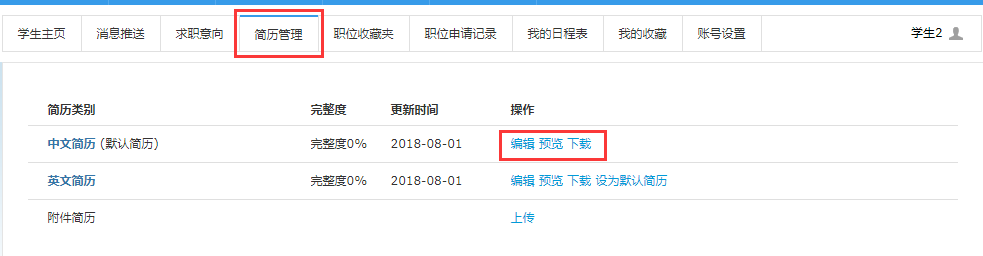 学生主页 消息推送 求职意向 简历管理 职位收藏夹 职位申请记录 我的日程表 我的收藏 账号设置 学生2
简历类别 完整度 更新时间 操作
中文简历 (默认简历) 完整度0% 2018-08-01 编辑 预览 下载
英文简历 完整度0% 2018-08-01 编辑 预览 下载 设为默认简历
附件简历 上传